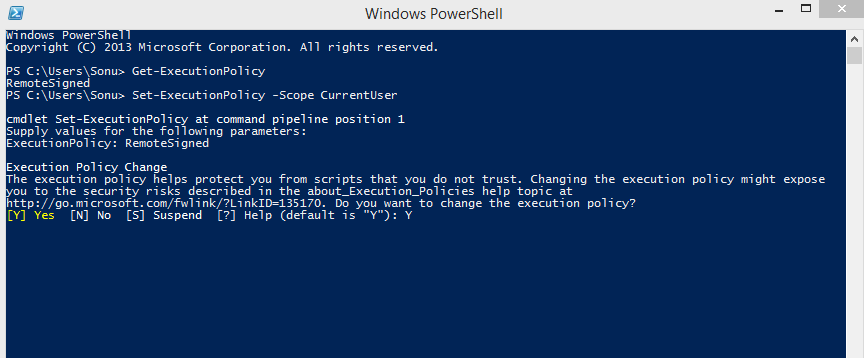 Windows PowerShell
Windows PowerShell
Copyright (C) 2013 Microsoft Corporation. All rights reserved.
PS C:\Users\Sonu> Get-ExecutionPolicy
RemoteSigned
PS C:\Users\Sonu> Set-ExecutionPolicy -Scope CurrentUser
cmdlet Set-ExecutionPolicy at command pipeline position 1
Supply values for the following parameters:
ExecutionPolicy: RemoteSigned
Execution Policy Change
The execution policy helps protect you from scripts that you do not trust. Changing the execution policy might expose
you to the security risks described in the about_Execution_Policies help topic at
http://go.microsoft.com/fwlink/?LinkID=135170. Do you want to change the execution policy?
[Y] Yes  [N] No  [S] Suspend  [?] Help (default is "Y"): Y